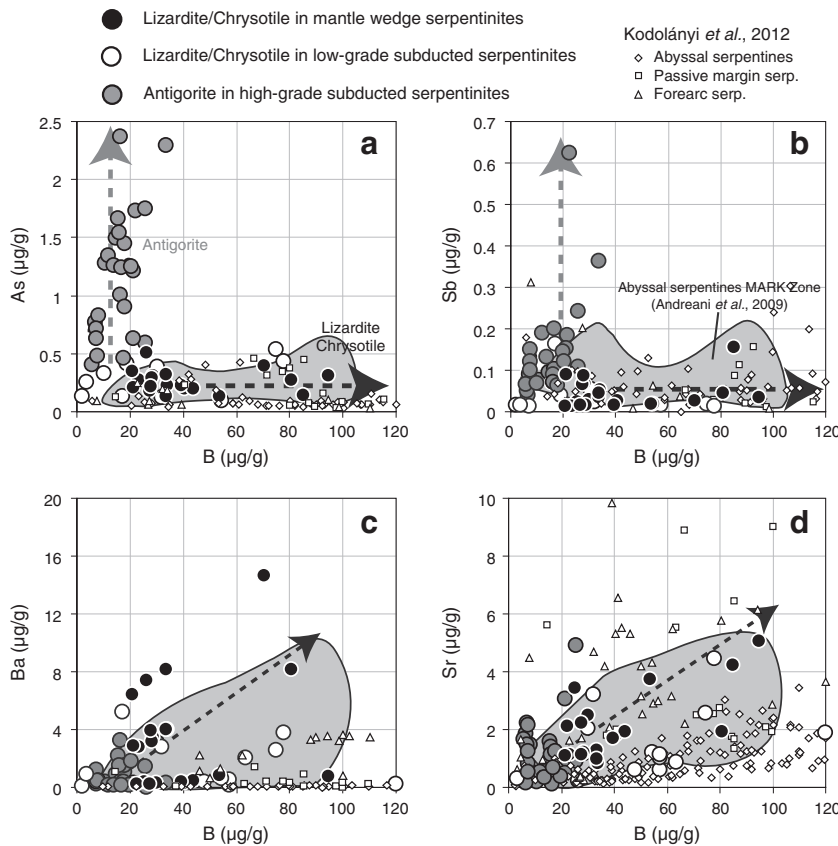 Lizardite/Chrysotile in mantle wedge serpentinites
Lizardite/Chrysotile in low-grade subducted serpentinites
Antigorite in high-grade subducted serpentinites
Kodolányi et al., 2012
Abyssal serpentines
Passive margin serp.
Forearc serp.
a
2.5
2
1.5
1
0.5
0
As (µg/g)
Antigorite
Lizardite
Chrysotile
0 20 40 60 80 100 120
B (µg/g)
b
0.7
0.6
0.5
0.4
0.3
0.2
0.1
0
Sb (µg/g)
Abyssal serpentines MARK Zone
(Andreani et al., 2009)
0 20 40 60 80 100 120
B (µg/g)
c
20
16
12
8
4
0
Ba (µg/g)
0 20 40 60 80 100 120
B (µg/g)
d
10
8
6
4
2
0
Sr (µg/g)
0 20 40 60 80 100 120
B (µg/g)